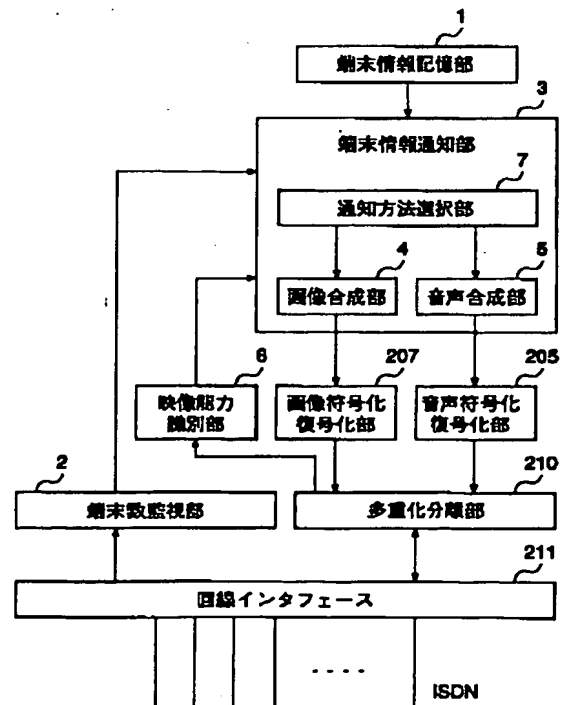 1
端末情報記憶部
3
端末情報通知部
7
通知方法選択部
4
5
画像合成部
音声合成部
6
207
205
映像能力
識別部
画像符号化
復号化部
音声符号化
復号化部
2
210
端末数監視部
多重化分離部
211
回線インタフェース
ISDN